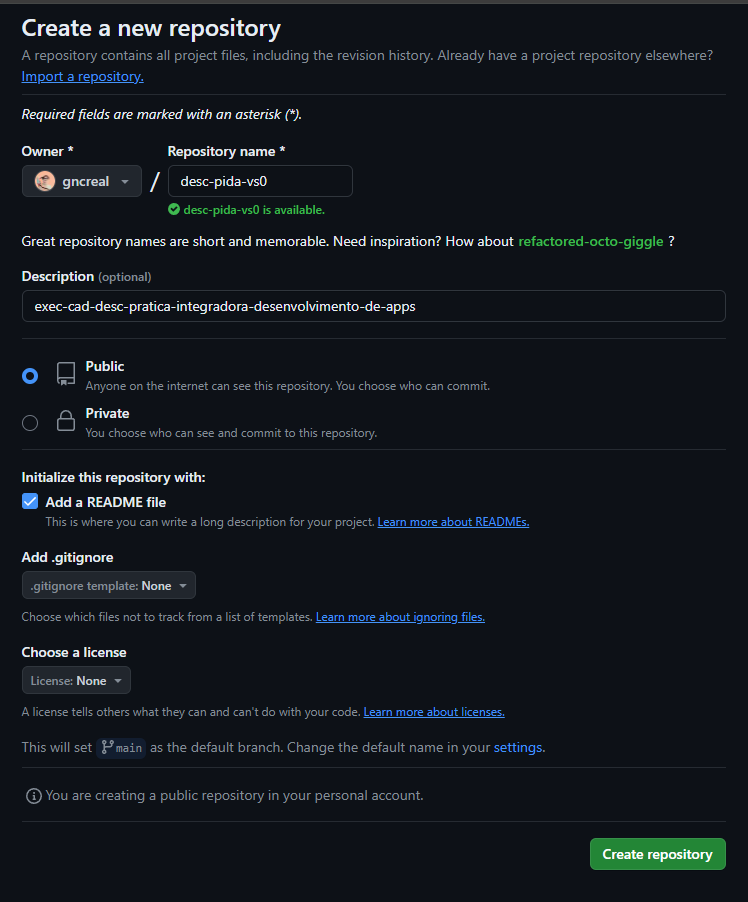 Create a new repository
A repository contains all project files, including the revision history. Already have a project repository elsewhere?
Import a repository.
Required fields are marked with an asterisk (*).
Owner * Repository name *
gncreal / desc-pida-vs0
desc-pida-vs0 is available.
Great repository names are short and memorable. Need inspiration? How about refactored-octo-giggle ?
Description (optional)
exec-cad-desc-pratica-integradora-desenvolvimento-de-apps
Public
Anyone on the internet can see this repository. You choose who can commit.
Private
You choose who can see and commit to this repository.
Initialize this repository with:
Add a README file
This is where you can write a long description for your project. Learn more about READMEs.
Add .gitignore
.gitignore template: None
Choose which files not to track from a list of templates. Learn more about ignoring files.
Choose a license
License: None
A license tells others what they can and can't do with your code. Learn more about licenses.
This will set main as the default branch. Change the default name in your settings.
You are creating a public repository in your personal account.
Create repository